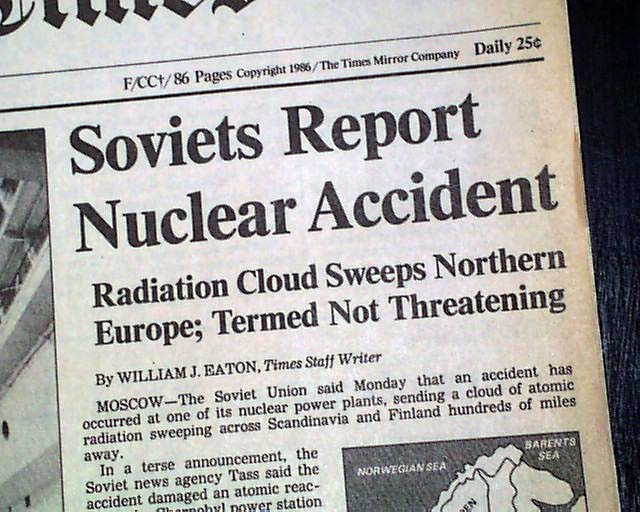 Times
F/CC†/ 86 Pages Copyright 1986/The Times Mirror Company Daily 25¢
Soviets Report
Nuclear Accident
Radiation Cloud Sweeps Northern
Europe; Termed Not Threatening
By WILLIAM J. EATON, Times Staff Writer
MOSCOW—The Soviet Union said Monday that an accident has
occurred at one of its nuclear power plants, sending a cloud of atomic
radiation sweeping across Scandinavia and Finland hundreds of miles
away.
In a terse announcement, the
Soviet news agency Tass said the
accident damaged an atomic reac-
Chernobyl power station
NORWEGIAN SEA
BARENTS
SEA